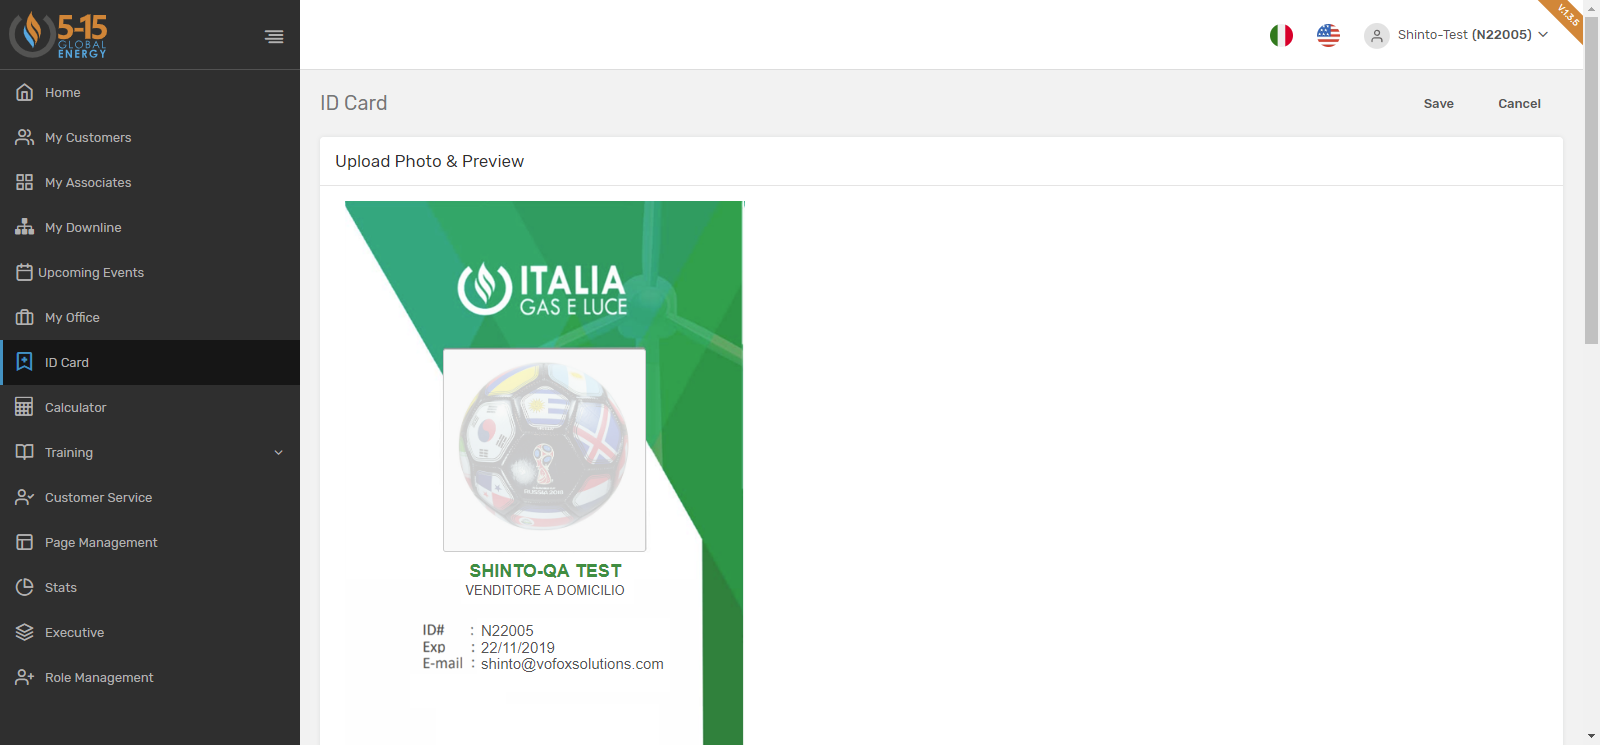 5-15
GLOBAL
ENERGY
Shinto-Test (N22005)
V.1.3.5
Home
My Customers
My Associates
My Downline
Upcoming Events
My Office
ID Card
Calculator
Training
Customer Service
Page Management
Stats
Executive
Role Management
ID Card
Save
Cancel
Upload Photo & Preview
ITALIA
GAS E LUCE
SHINTO-QA TEST
VENDITORE A DOMICILIO
ID# : N22005
Exp : 22/11/2019
E-mail : shinto@vofoxsolutions.com